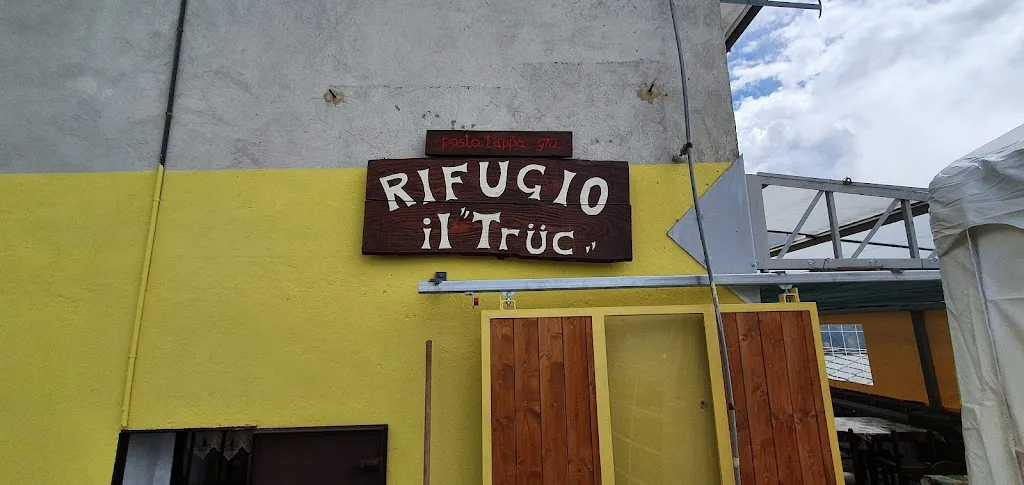 posto tappa gta
RIFUGIO
il "Trüc"